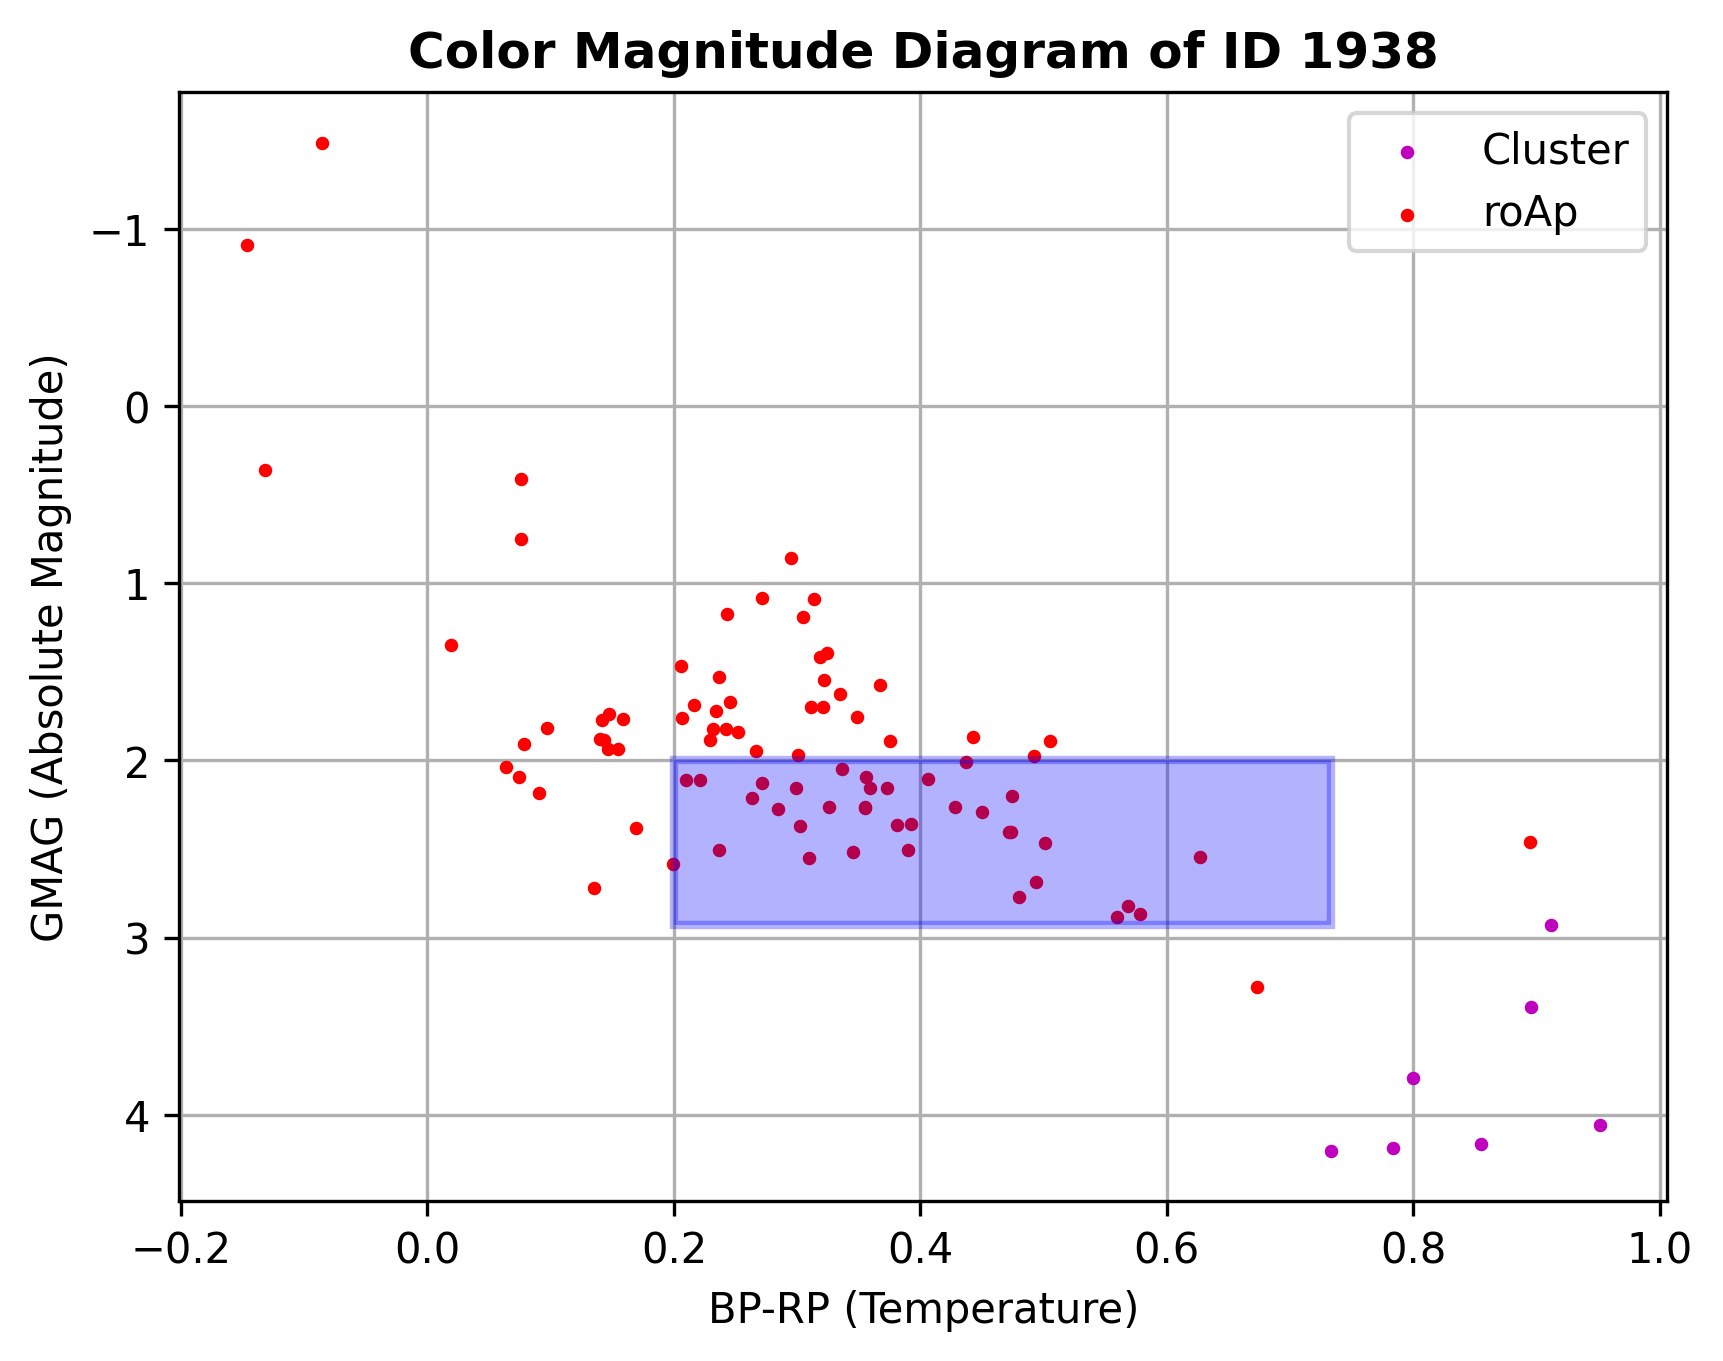 Color Magnitude Diagram of ID 1938
Cluster
roAp
−1
0
1
2
3
4
GMAG (Absolute Magnitude)
−0.2 0.0 0.2 0.4 0.6 0.8 1.0
BP-RP (Temperature)